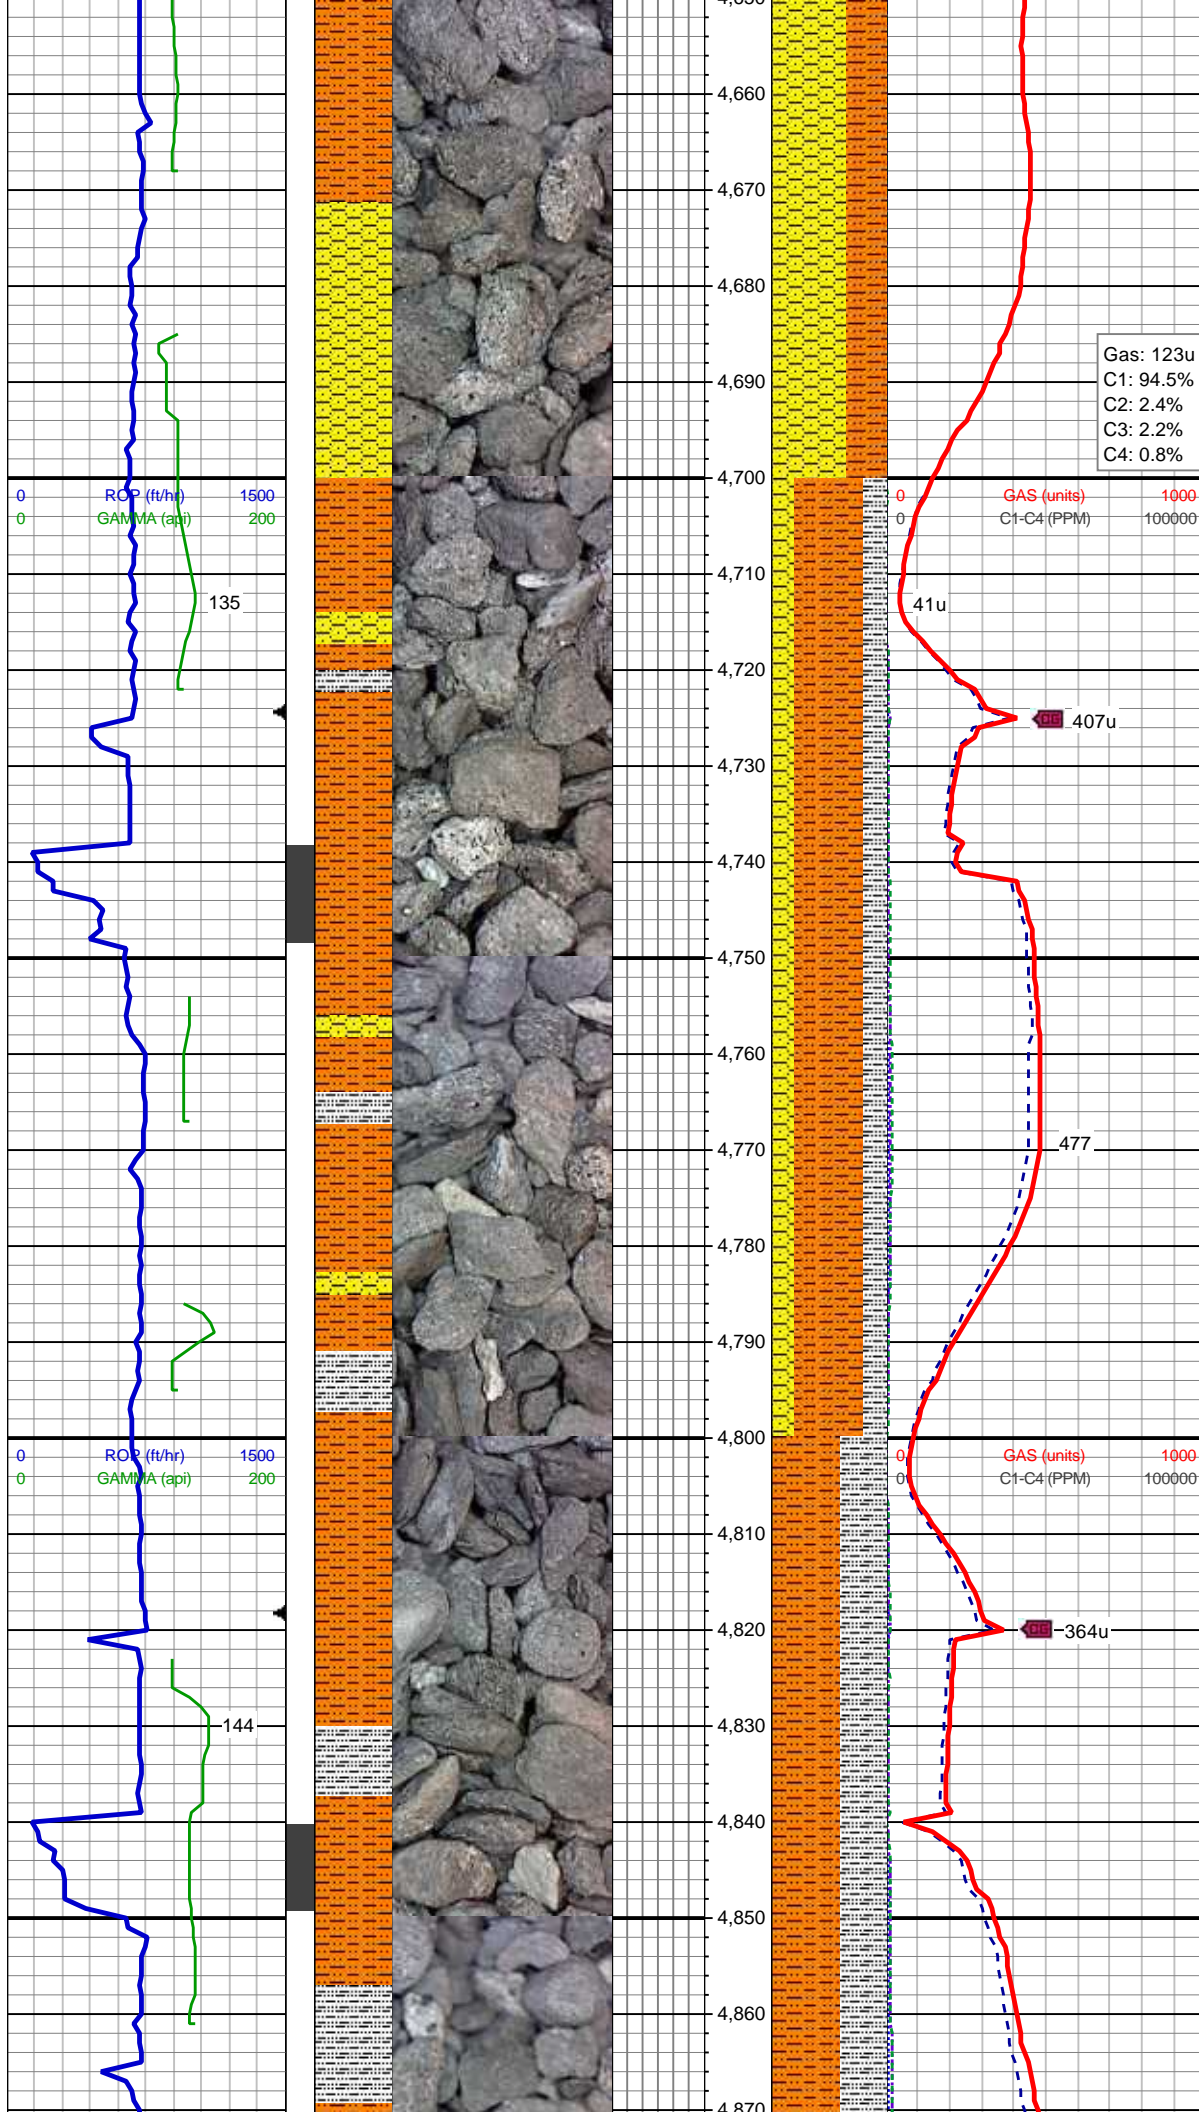 4,660
4,670
4,680
Gas: 123u
C1: 94.5%
C2: 2.4%
C3: 2.2%
C4: 0.8%
4,690
4,700
0 ROP (ft/hr) 1500
0 GAMMA (api) 200
0 GAS (units) 1000
0 C1-C4 (PPM) 100000
4,710
135
41u
4,720
CG 407u
4,730
4,740
4,750
4,760
4,770
477
4,780
4,790
4,800
0 ROP (ft/hr) 1500
0 GAMMA (api) 200
0 GAS (units) 1000
0 C1-C4 (PPM) 100000
4,810
4,820
CG 364u
4,830
144
4,840
4,850
4,860
4,870